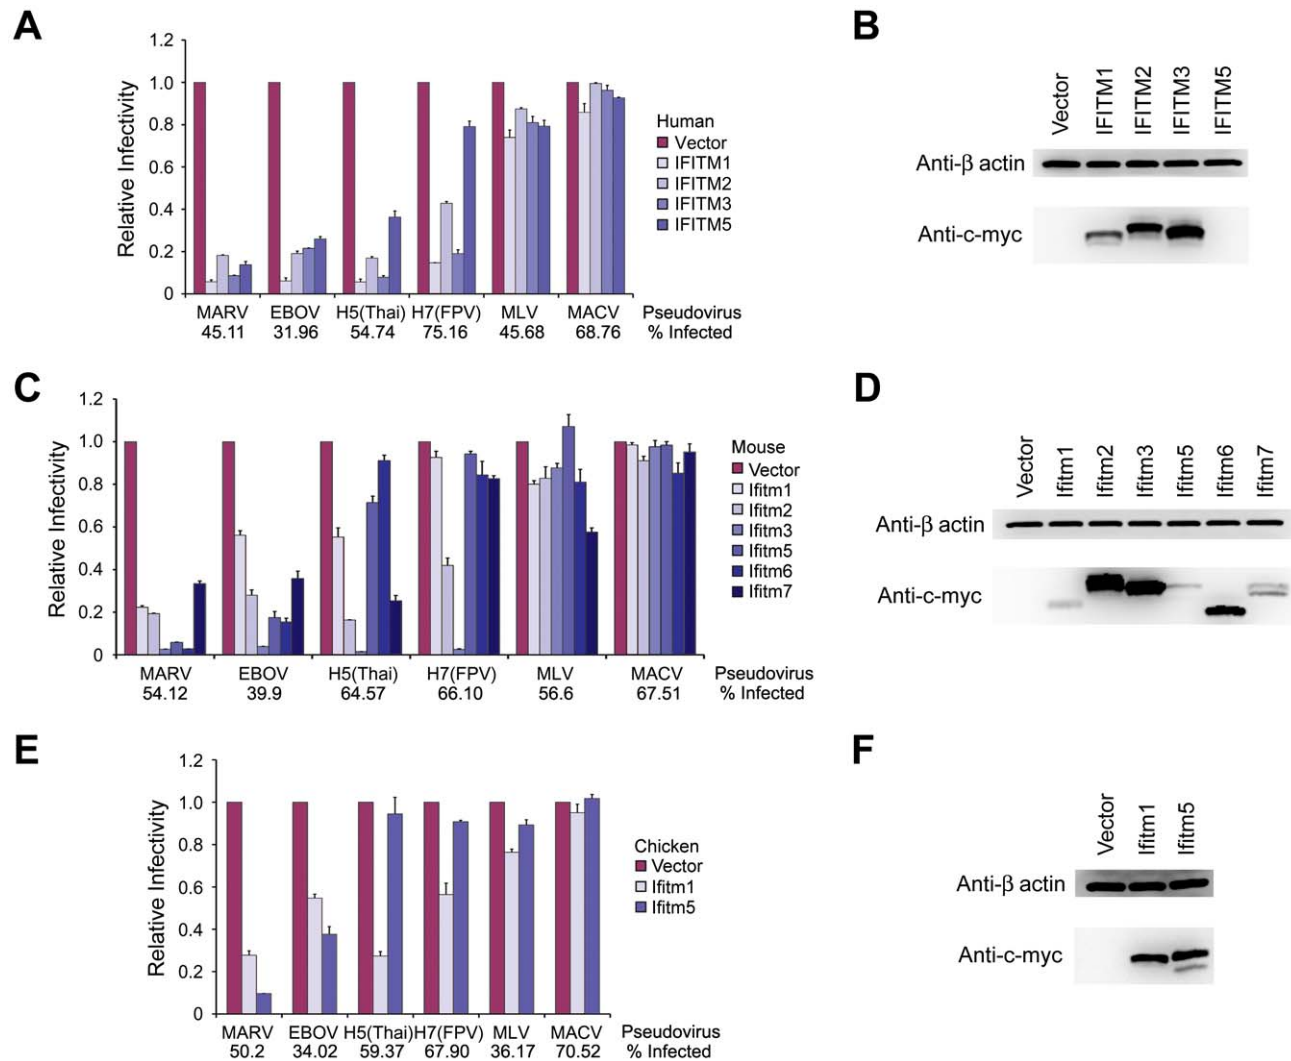 A
1.2
1.0
0.8
0.6
0.4
0.2
0
Relative Infectivity
Human
Vector
IFITM1
IFITM2
IFITM3
IFITM5
MARV EBOV H5(Thai) H7(FPV) MLV MACV Pseudovirus
45.11 31.96 54.74 75.16 45.68 68.76 % Infected
B
Vector IFITM1 IFITM2 IFITM3 IFITM5
Anti-β actin
Anti-c-myc
C
1.2
1.0
0.8
0.6
0.4
0.2
0
Relative Infectivity
Mouse
Vector
Ifitm1
Ifitm2
Ifitm3
Ifitm5
Ifitm6
Ifitm7
MARV EBOV H5(Thai) H7(FPV) MLV MACV Pseudovirus
54.12 39.9 64.57 66.10 56.6 67.51 % Infected
D
Vector Ifitm1 Ifitm2 Ifitm3 Ifitm5 Ifitm6 Ifitm7
Anti-β actin
Anti-c-myc
E
1.2
1.0
0.8
0.6
0.4
0.2
0
Relative Infectivity
Chicken
Vector
Ifitm1
Ifitm5
MARV EBOV H5(Thai) H7(FPV) MLV MACV Pseudovirus
50.2 34.02 59.37 67.90 36.17 70.52 % Infected
F
Vector Ifitm1 Ifitm5
Anti-β actin
Anti-c-myc